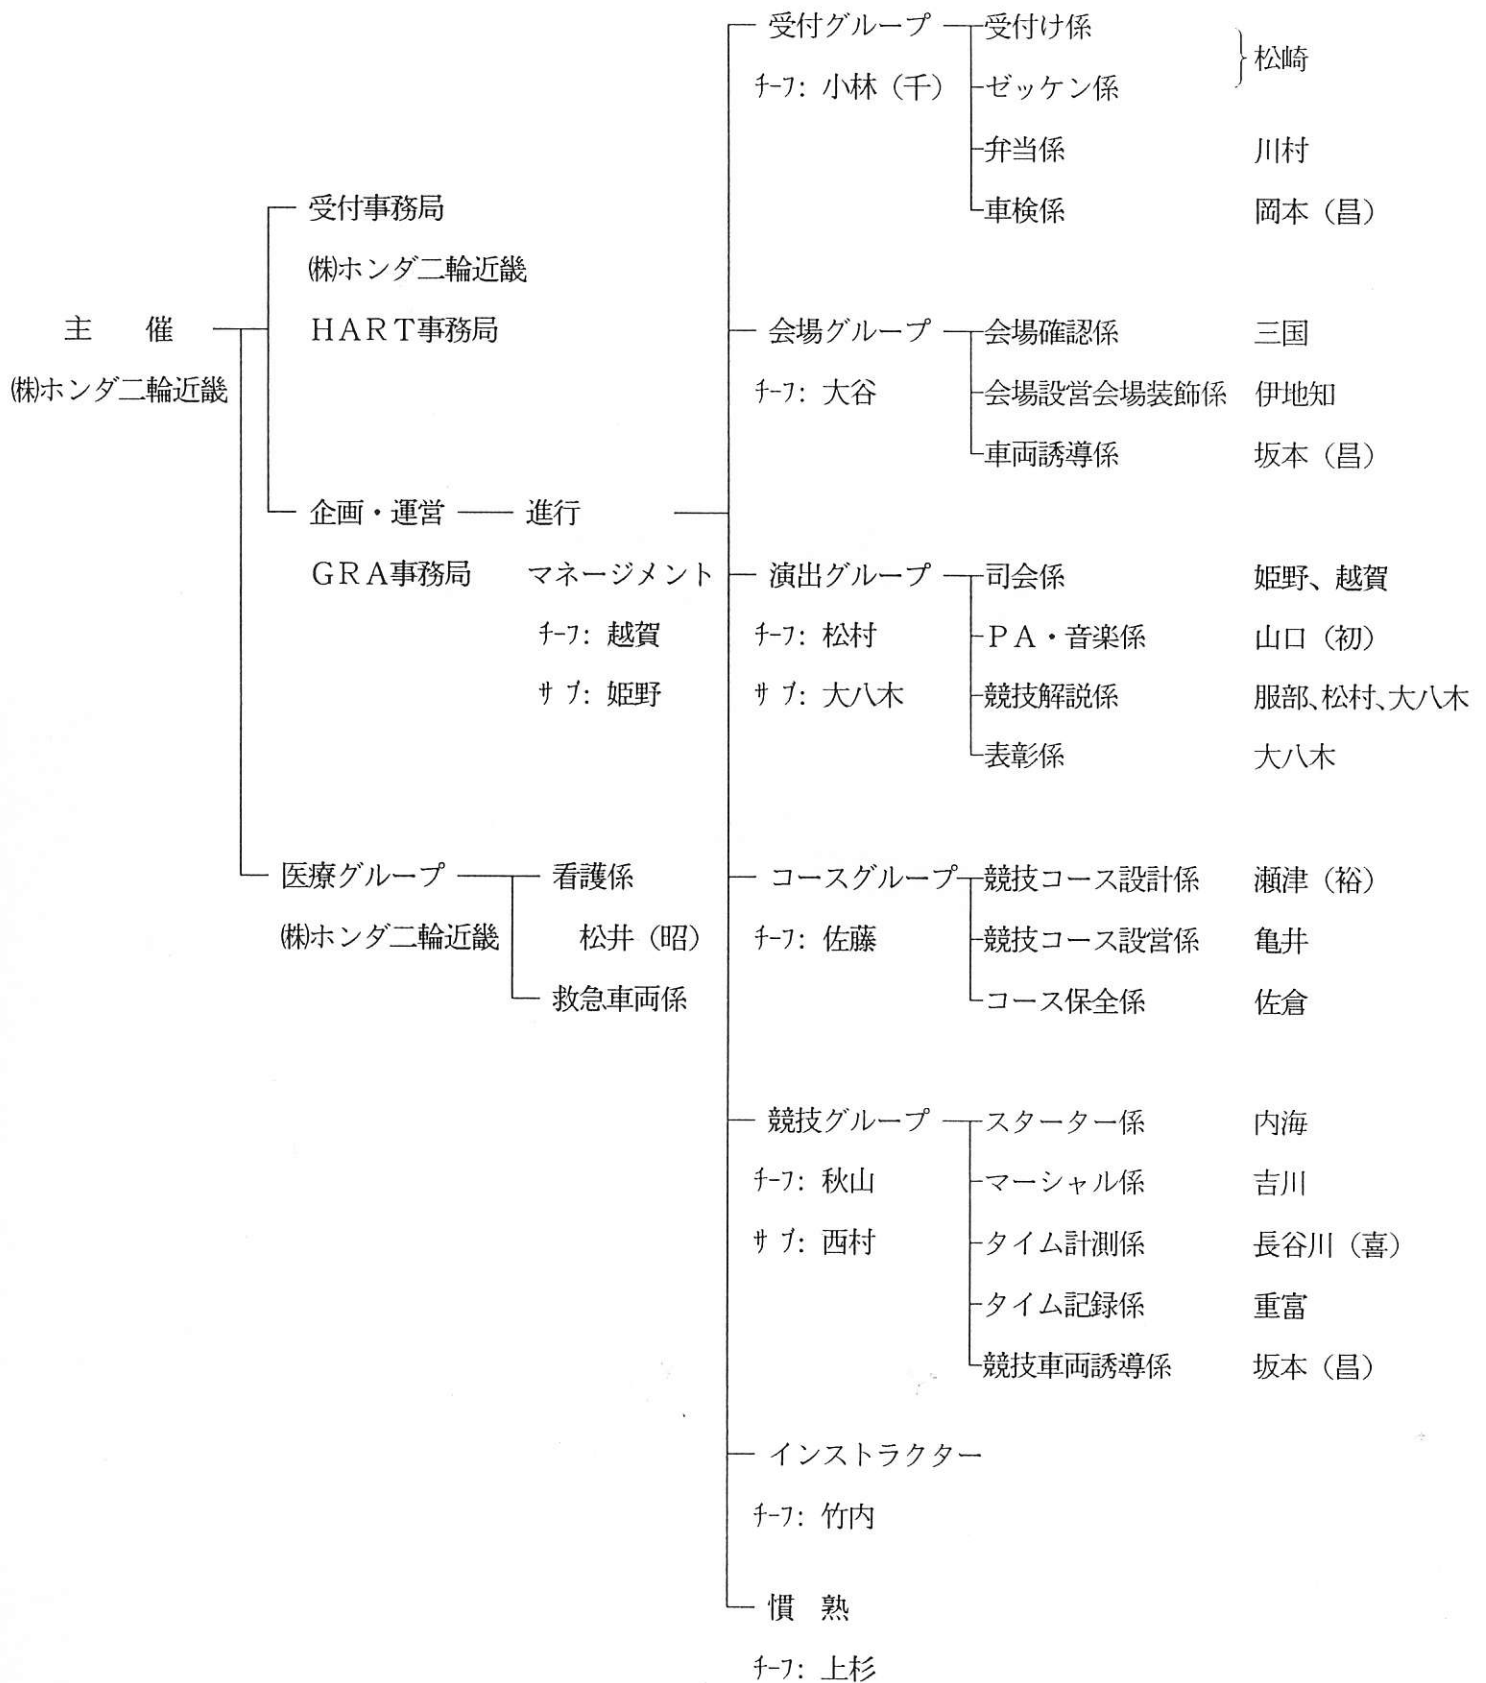 主　催
㈱ホンダ二輪近畿
受付事務局
㈱ホンダ二輪近畿
ＨＡＲＴ事務局
企画・運営
ＧＲＡ事務局
進行
マネージメント
ﾁｰﾌ: 越賀
ｻ ﾌﾞ: 姫野
医療グループ
㈱ホンダ二輪近畿
看護係
松井（昭）
救急車両係
受付グループ
ﾁｰﾌ: 小林（千）
受付け係
ゼッケン係
} 松崎
弁当係　川村
車検係　岡本（昌）
会場グループ
ﾁｰﾌ: 大谷
会場確認係　三国
会場設営会場装飾係　伊地知
車両誘導係　坂本（昌）
演出グループ
ﾁｰﾌ: 松村
ｻ ﾌﾞ: 大八木
司会係　姫野、越賀
ＰＡ・音楽係　山口（初）
競技解説係　服部、松村、大八木
表彰係　大八木
コースグループ
ﾁｰﾌ: 佐藤
競技コース設計係　瀬津（裕）
競技コース設営係　亀井
コース保全係　佐倉
競技グループ
ﾁｰﾌ: 秋山
ｻ ﾌﾞ: 西村
スターター係　内海
マーシャル係　吉川
タイム計測係　長谷川（喜）
タイム記録係　重富
競技車両誘導係　坂本（昌）
インストラクター
ﾁｰﾌ: 竹内
慣　熟
ﾁｰﾌ: 上杉